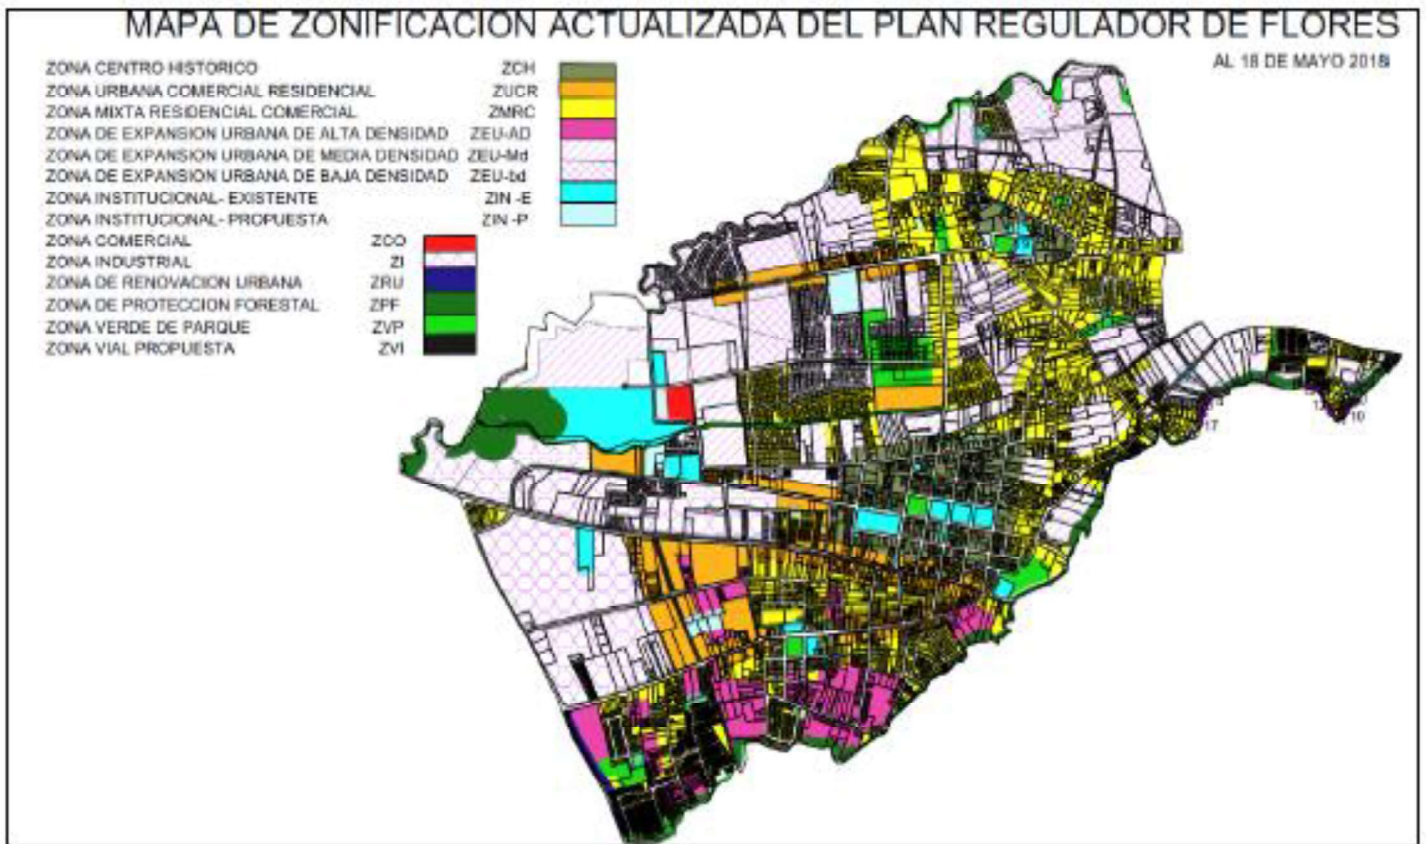 MAPA DE ZONIFICACION ACTUALIZADA DEL PLAN REGULADOR DE FLORES
AL 18 DE MAYO 2018
ZONA CENTRO HISTORICO ZCH
ZONA URBANA COMERCIAL RESIDENCIAL ZUCR
ZONA MIXTA RESIDENCIAL COMERCIAL ZMRC
ZONA DE EXPANSION URBANA DE ALTA DENSIDAD ZEU-AD
ZONA DE EXPANSION URBANA DE MEDIA DENSIDAD ZEU-Md
ZONA DE EXPANSION URBANA DE BAJA DENSIDAD ZEU-bd
ZONA INSTITUCIONAL- EXISTENTE ZIN -E
ZONA INSTITUCIONAL- PROPUESTA ZIN -P
ZONA COMERCIAL ZCO
ZONA INDUSTRIAL ZI
ZONA DE RENOVACION URBANA ZRU
ZONA DE PROTECCION FORESTAL ZPF
ZONA VERDE DE PARQUE ZVP
ZONA VIAL PROPUESTA ZVI
17
10